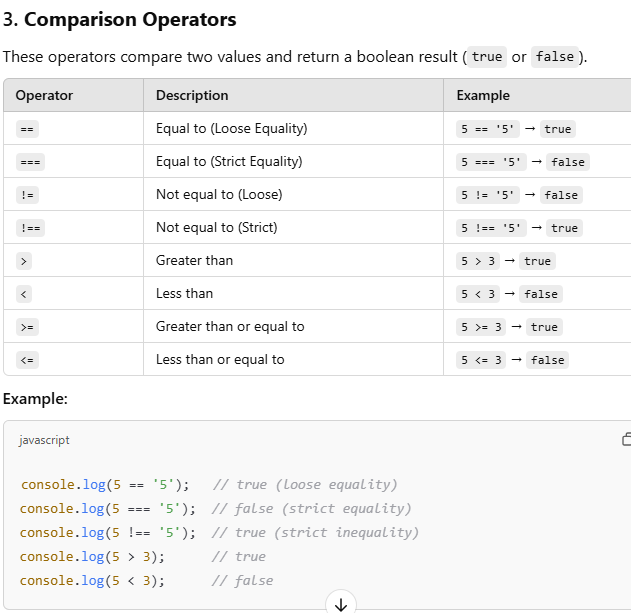 3. Comparison Operators
These operators compare two values and return a boolean result ( true or false ).
Operator Description Example
== Equal to (Loose Equality) 5 == '5' → true
=== Equal to (Strict Equality) 5 === '5' → false
!= Not equal to (Loose) 5 != '5' → false
!== Not equal to (Strict) 5 !== '5' → true
> Greater than 5 > 3 → true
< Less than 5 < 3 → false
>= Greater than or equal to 5 >= 3 → true
<= Less than or equal to 5 <= 3 → false
Example:
javascript
console.log(5 == '5');   // true (loose equality)
console.log(5 === '5');  // false (strict equality)
console.log(5 !== '5');  // true (strict inequality)
console.log(5 > 3);      // true
console.log(5 < 3);      // false